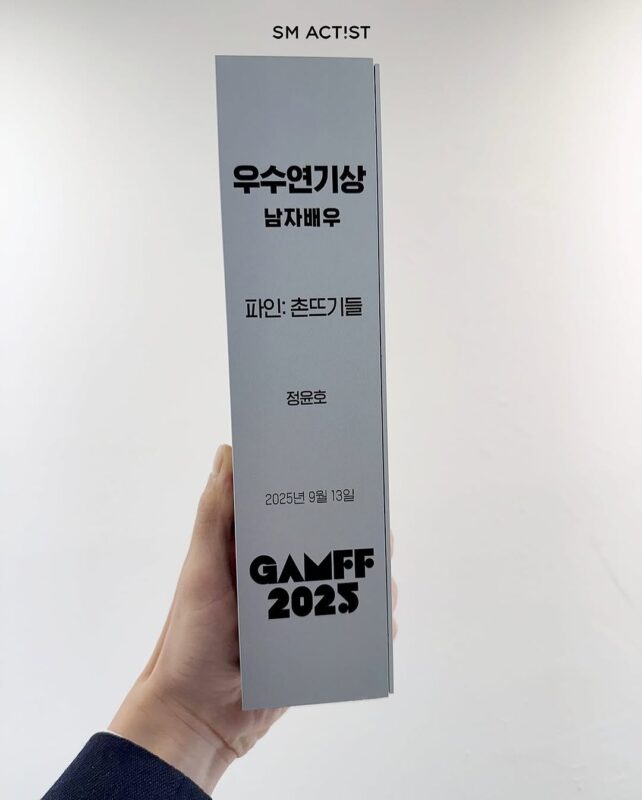 SM ACT!ST
우수연기상
남자배우
파인: 촌뜨기들
정윤호
2025년 9월 13일
GAMFF
2025